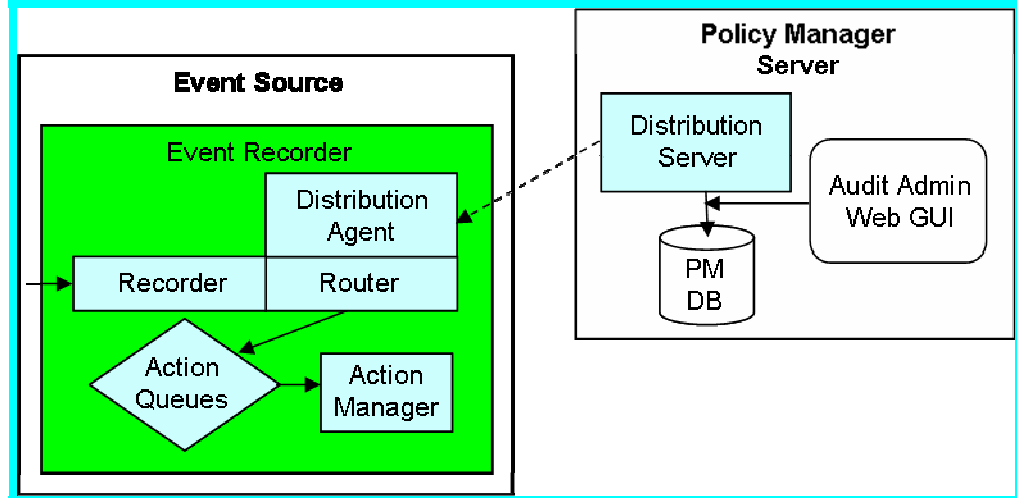 Event Source
Event Recorder
Distribution
Agent
Recorder
Router
Action
Queues
Action
Manager
Policy Manager
Server
Distribution
Server
Audit Admin
Web GUI
PM
DB